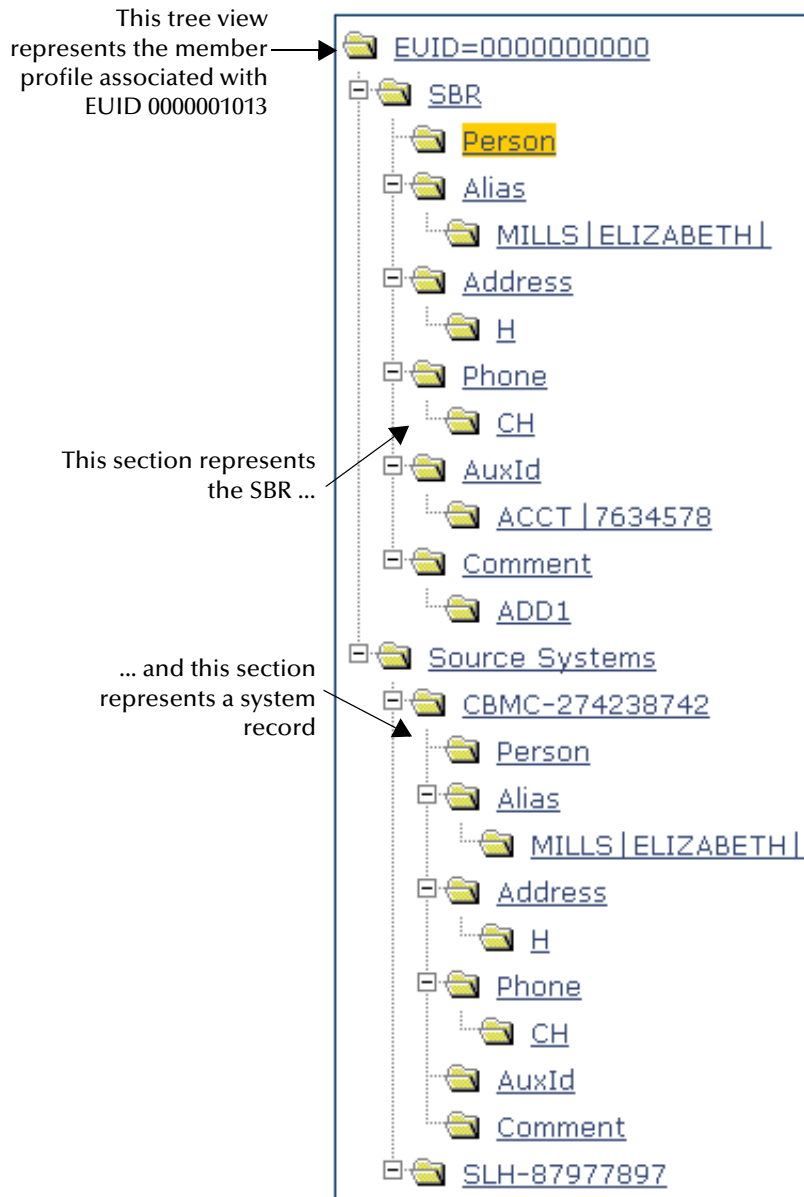 This tree view
represents the member
profile associated with
EUID 0000001013
EUID=0000000000
SBR
Person
Alias
MILLS|ELIZABETH|
Address
H
Phone
CH
This section represents
the SBR ...
AuxId
ACCT|7634578
Comment
ADD1
Source Systems
... and this section
represents a system
record
CBMC-274238742
Person
Alias
MILLS|ELIZABETH|
Address
H
Phone
CH
AuxId
Comment
SLH-87977897